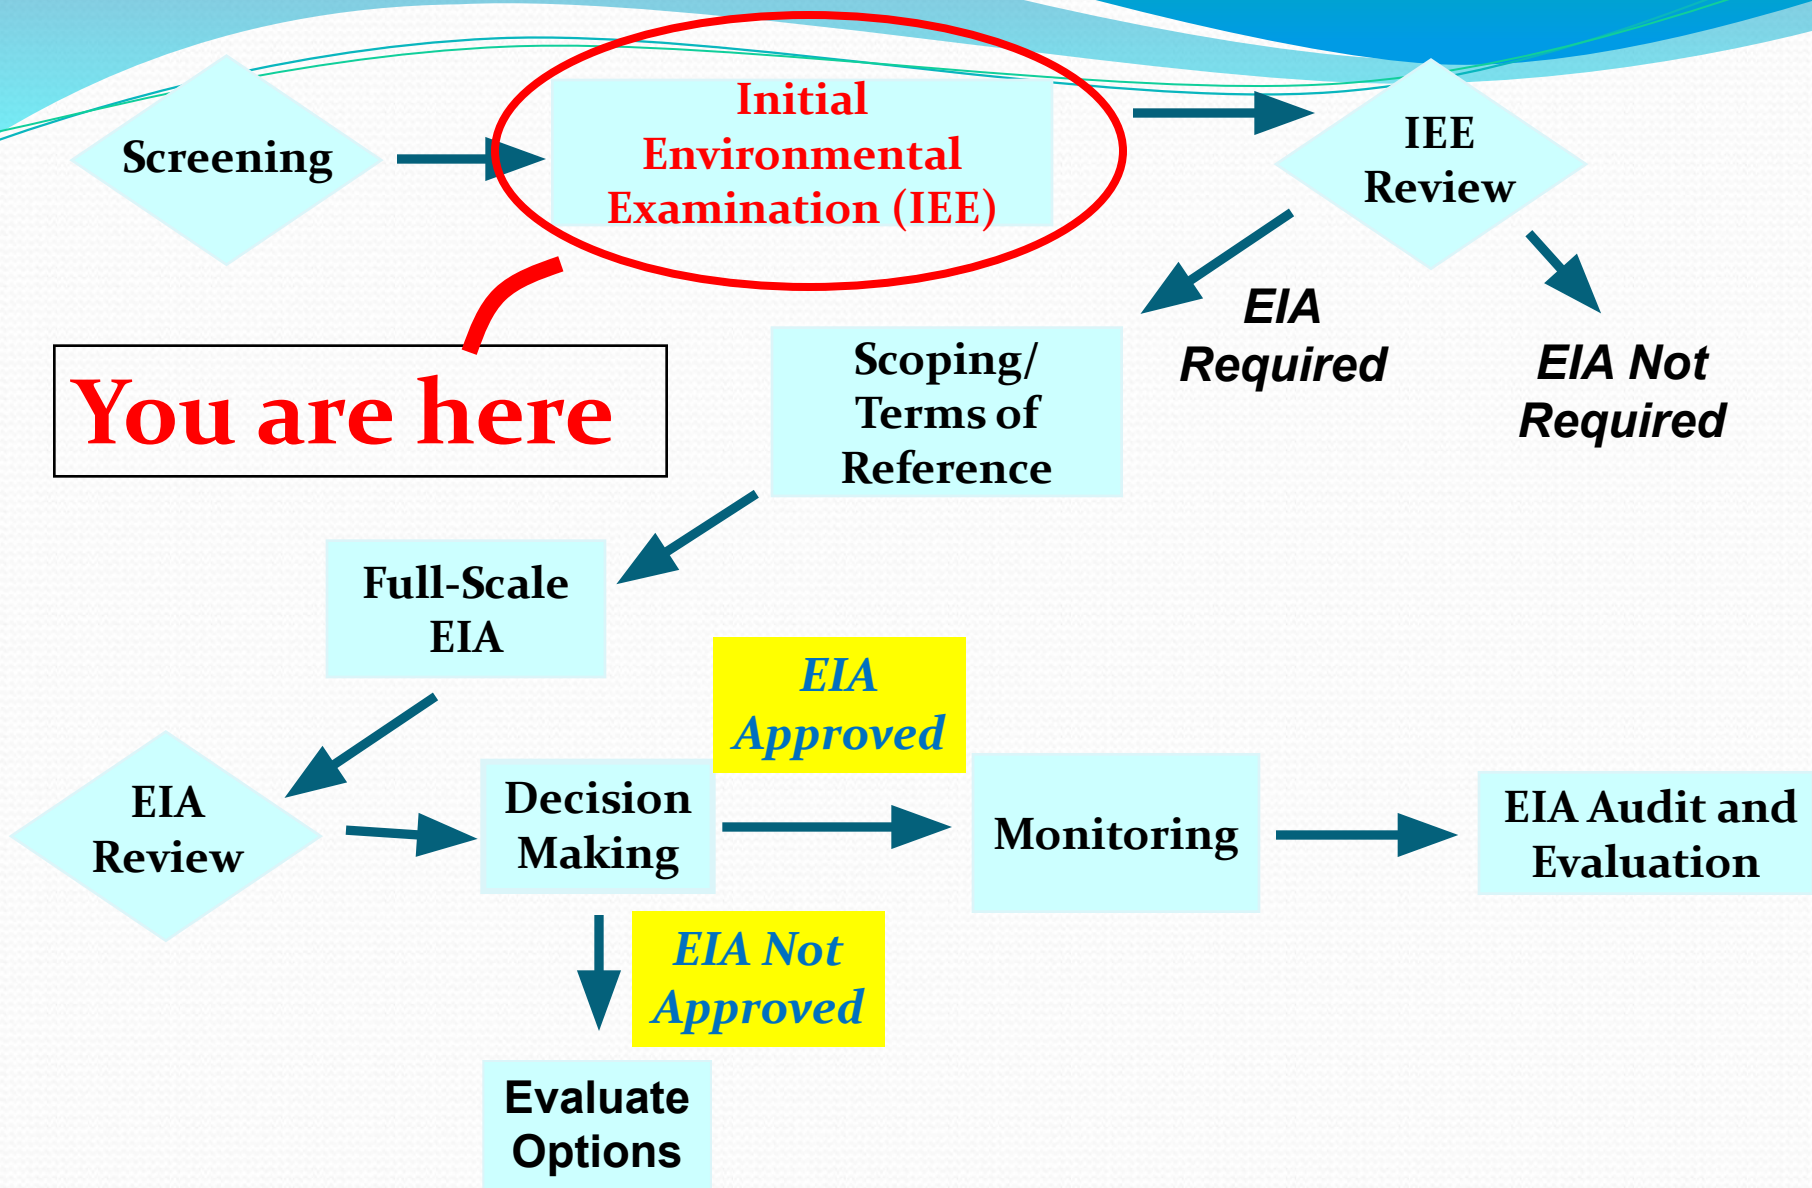 Screening
Initial
Environmental
Examination (IEE)
IEE
Review
EIA
Required
EIA Not
Required
You are here
Scoping/
Terms of
Reference
Full-Scale
EIA
EIA
Approved
EIA
Review
Decision
Making
Monitoring
EIA Audit and
Evaluation
EIA Not
Approved
Evaluate
Options